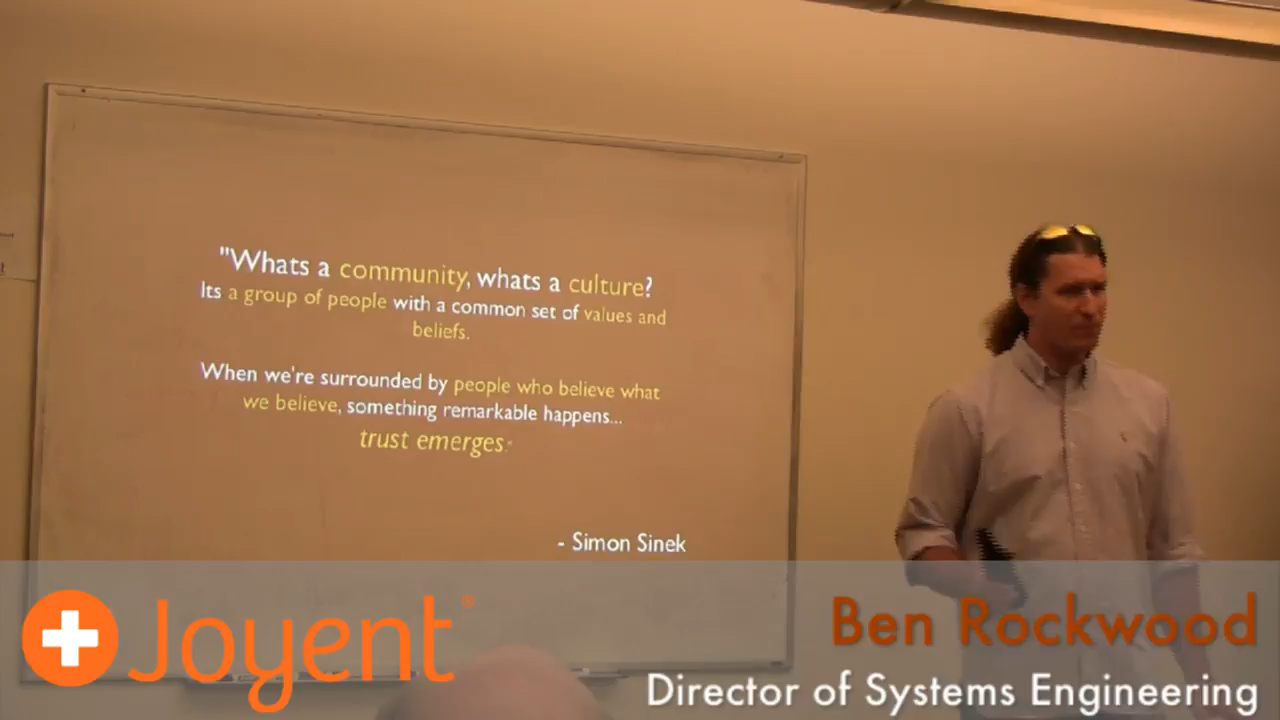 "Whats a community, whats a culture?
Its a group of people with a common set of values and
beliefs.
When we're surrounded by people who believe what
we believe, something remarkable happens...
trust emerges."
- Simon Sinek
Joyent®
Ben Rockwood
Director of Systems Engineering